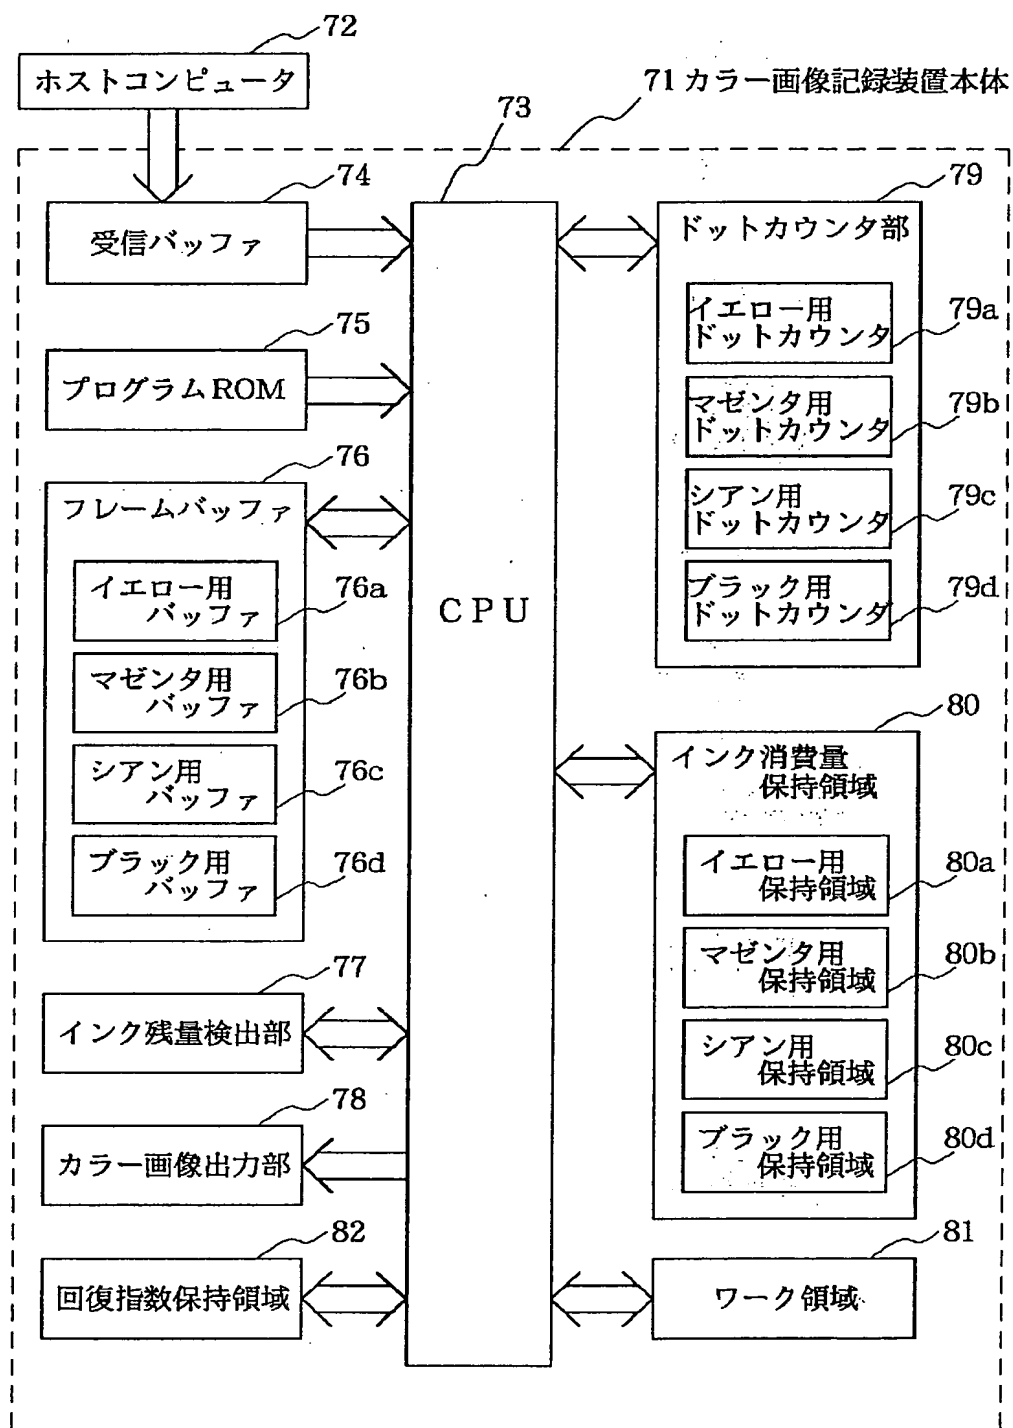 72
ホストコンピュータ
71 カラー画像記録装置本体
73
74
受信バッファ
75
プログラムROM
76
フレームバッファ
イエロー用
バッファ
76a
マゼンタ用
バッファ
76b
シアン用
バッファ
76c
ブラック用
バッファ
76d
77
インク残量検出部
78
カラー画像出力部
82
回復指数保持領域
CPU
79
ドットカウンタ部
イエロー用
ドットカウンタ
79a
マゼンタ用
ドットカウンタ
79b
シアン用
ドットカウンタ
79c
ブラック用
ドットカウンタ
79d
80
インク消費量
保持領域
イエロー用
保持領域
80a
マゼンタ用
保持領域
80b
シアン用
保持領域
80c
ブラック用
保持領域
80d
81
ワーク領域